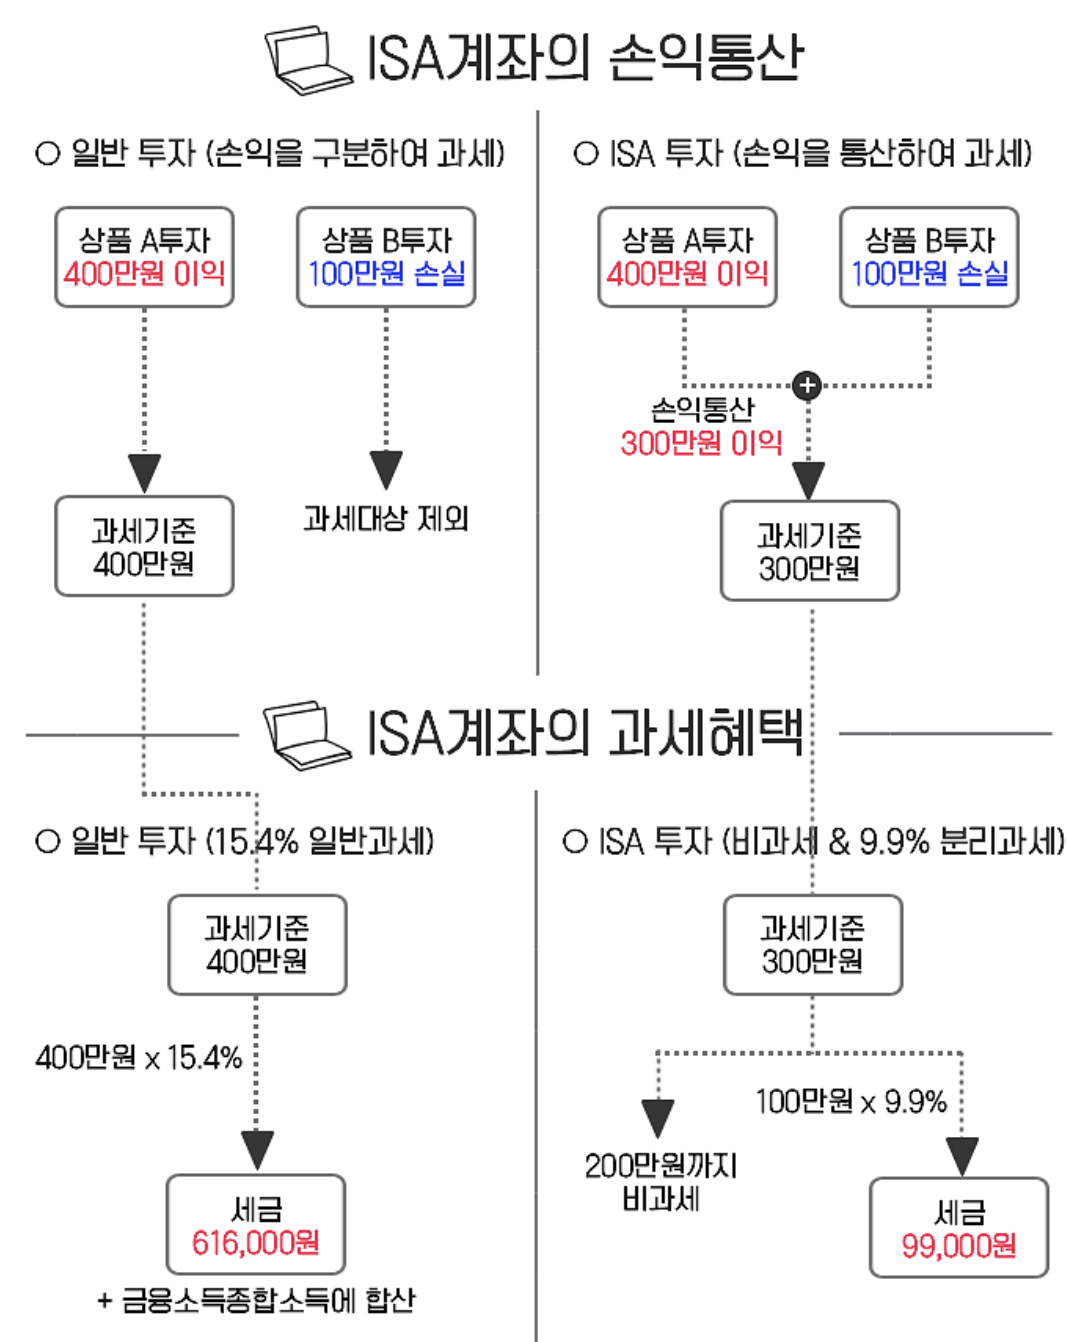 ISA계좌의 손익통산
○ 일반 투자 (손익을 구분하여 과세)
상품 A투자
400만원 이익
상품 B투자
100만원 손실
과세기준
400만원
과세대상 제외
○ ISA 투자 (손익을 통산하여 과세)
상품 A투자
400만원 이익
상품 B투자
100만원 손실
+
손익통산
300만원 이익
과세기준
300만원
ISA계좌의 과세혜택
○ 일반 투자 (15.4% 일반과세)
과세기준
400만원
400만원 x 15.4%
세금
616,000원
+ 금융소득종합소득에 합산
○ ISA 투자 (비과세 & 9.9% 분리과세)
과세기준
300만원
100만원 x 9.9%
200만원까지
비과세
세금
99,000원